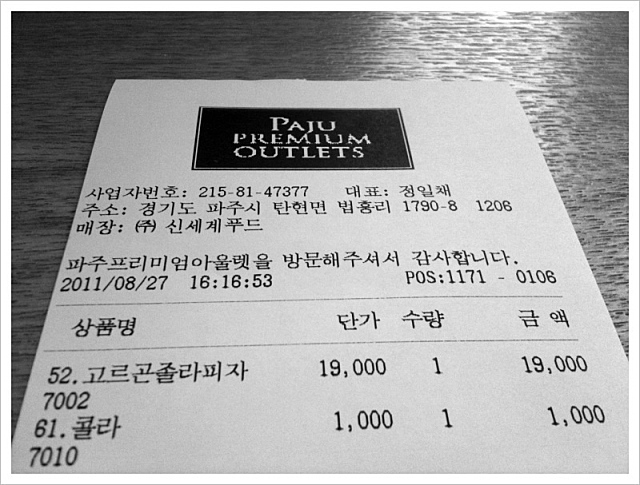 PAJU
PREMIUM
OUTLETS
사업자번호: 215-81-47377 대표: 정일채
주소: 경기도 파주시 탄현면 법흥리 1790-8 1206
매장: ㈜ 신세계푸드
파주프리미엄아울렛을 방문해주셔서 감사합니다.
2011/08/27 16:16:53 POS:1171 - 0106
상품명 단가 수량 금 액
52.고르곤졸라피자 19,000 1 19,000
7002
61.콜라 1,000 1 1,000
7010